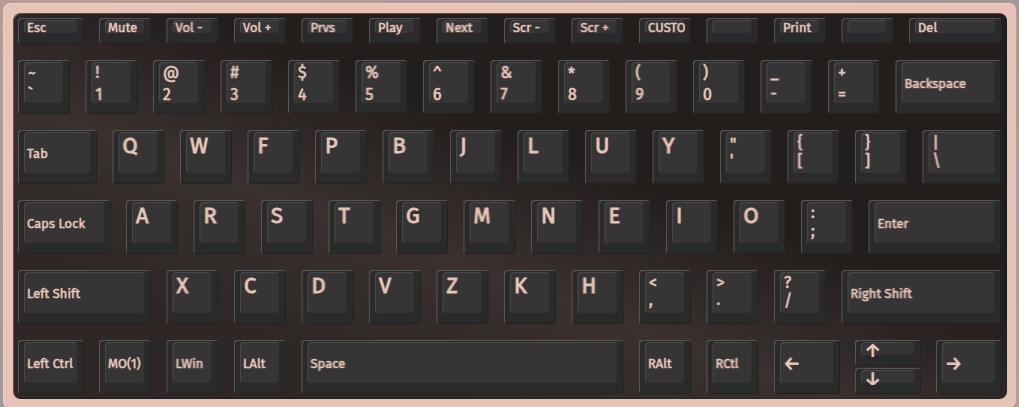 Esc Mute Vol - Vol + Prvs Play Next Scr - Scr + CUSTO Print Del
~ ! @ # $ % ^ & * ( ) _ + Backspace
` 1 2 3 4 5 6 7 8 9 0 - =
Tab Q W F P B J L U Y " { } |
' [ ] \
Caps Lock A R S T G M N E I O : Enter
;
Left Shift X C D V Z K H < > ? Right Shift
, . /
Left Ctrl MO(1) LWin LAlt Space RAlt RCtl ← ↑ →
↓